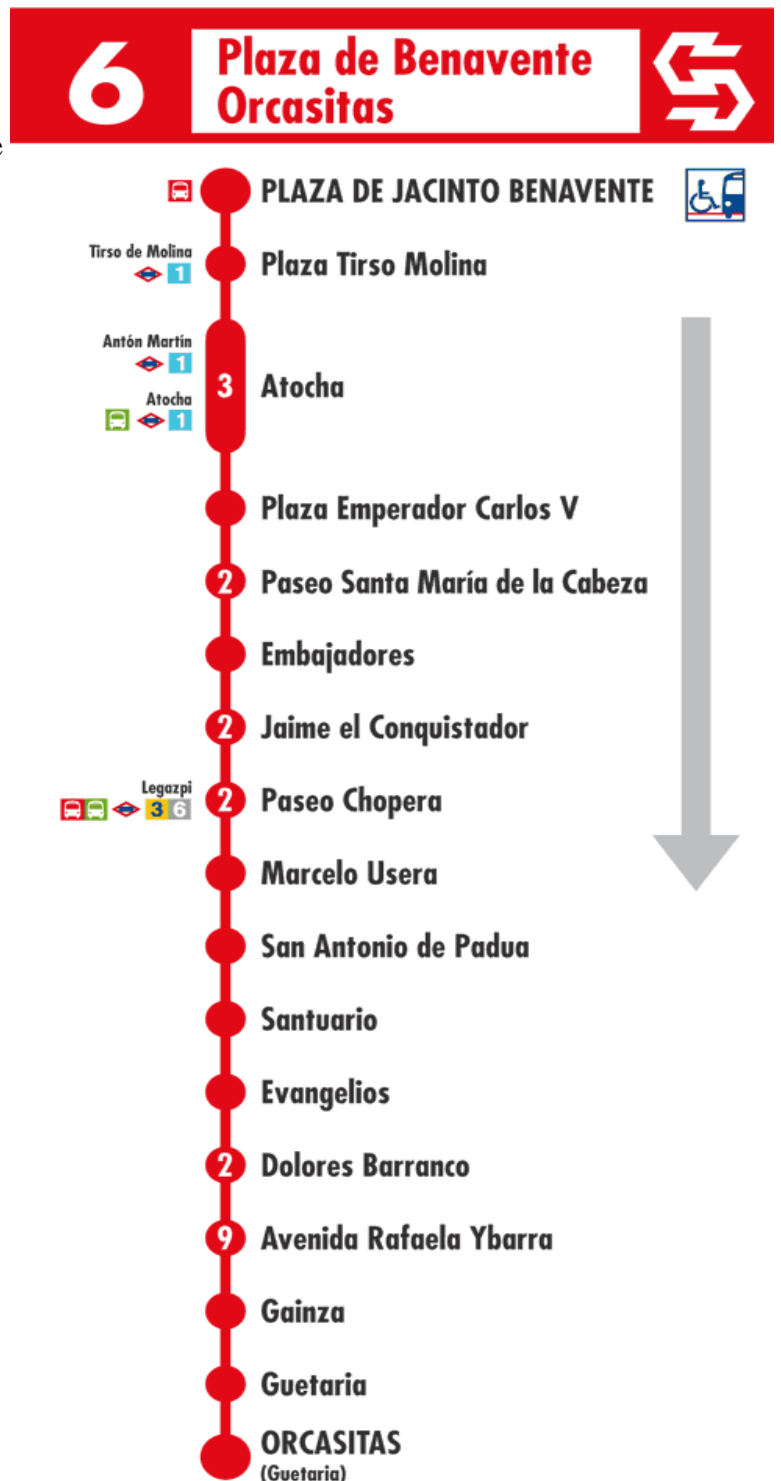 6
Plaza de Benavente
Orcasitas
e
PLAZA DE JACINTO BENAVENTE
Tirso de Molina
1
Plaza Tirso Molina
Antón Martín
1
Atocha
1
3
Atocha
Plaza Emperador Carlos V
2
Paseo Santa María de la Cabeza
Embajadores
2
Jaime el Conquistador
Legazpi
3 6
2
Paseo Chopera
Marcelo Usera
San Antonio de Padua
Santuario
Evangelios
2
Dolores Barranco
9
Avenida Rafaela Ybarra
Gainza
Guetaria
ORCASITAS
(Guetaria)